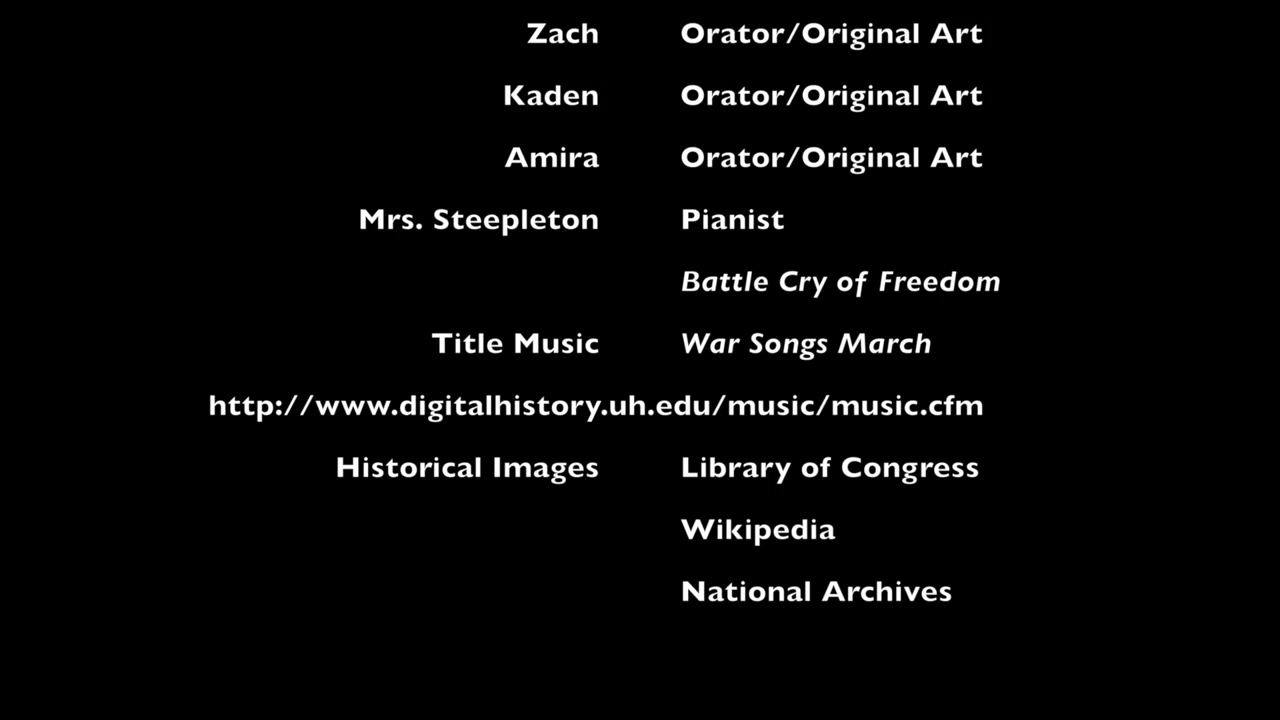 Zach Orator/Original Art
Kaden Orator/Original Art
Amira Orator/Original Art
Mrs. Steepleton Pianist
Battle Cry of Freedom
Title Music War Songs March
http://www.digitalhistory.uh.edu/music/music.cfm
Historical Images Library of Congress
Wikipedia
National Archives